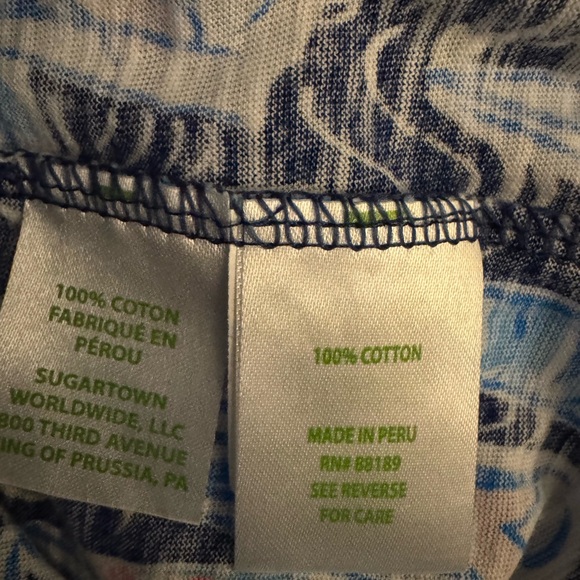 100% COTON
FABRIQUÉ EN
PÉROU
SUGARTOWN
WORLDWIDE, LLC
800 THIRD AVENUE
KING OF PRUSSIA, PA
100% COTTON
MADE IN PERU
RN# 88189
SEE REVERSE
FOR CARE